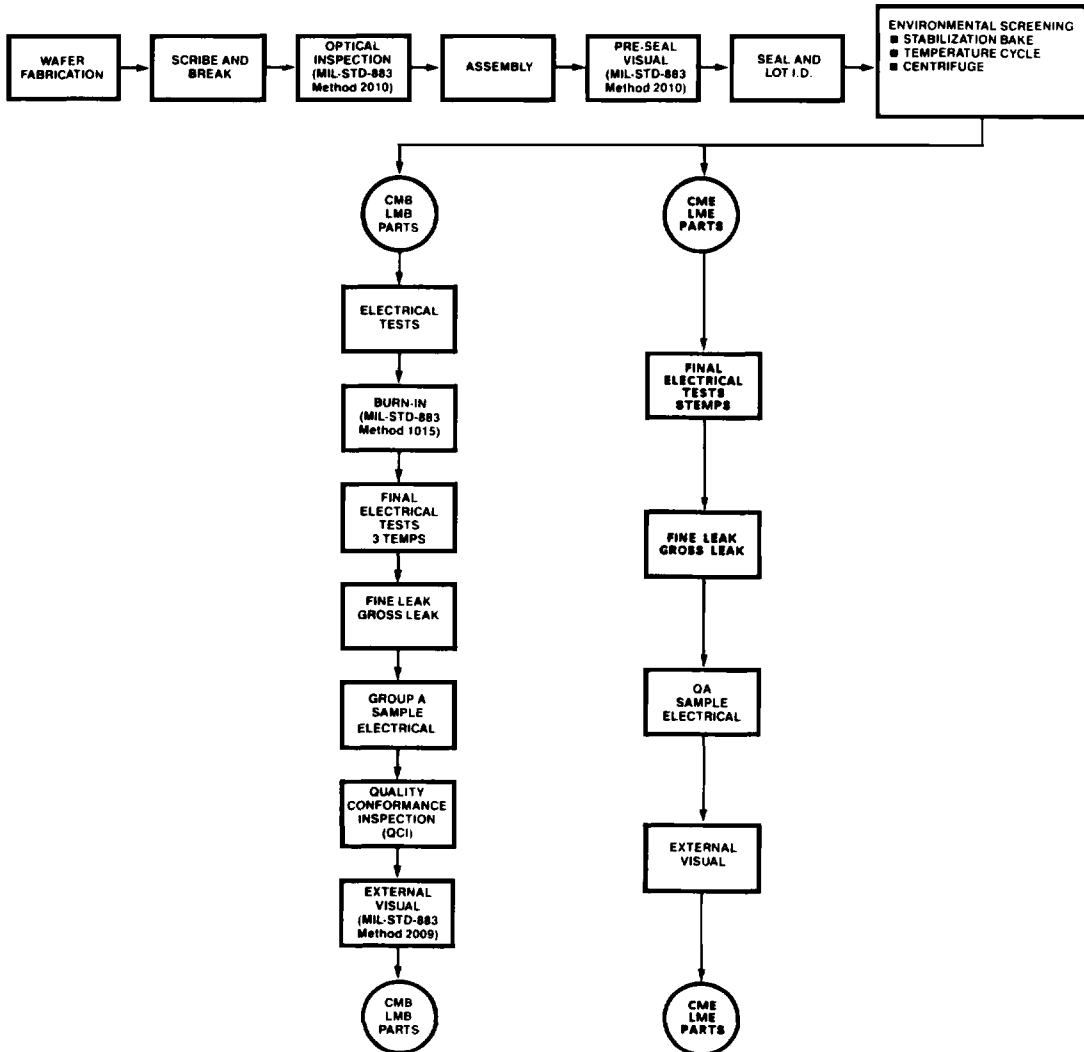 WAFER
FABRICATION
SCRIBE AND
BREAK
OPTICAL
INSPECTION
(MIL-STD-883
Method 2010)
ASSEMBLY
PRE-SEAL
VISUAL
(MIL-STD-883
Method 2010)
SEAL AND
LOT I.D.
ENVIRONMENTAL SCREENING
■ STABILIZATION BAKE
■ TEMPERATURE CYCLE
■ CENTRIFUGE
CMB
LMB
PARTS
ELECTRICAL
TESTS
BURN-IN
(MIL-STD-883
Method 1015)
FINAL
ELECTRICAL
TESTS
3 TEMPS
FINE LEAK
GROSS LEAK
GROUP A
SAMPLE
ELECTRICAL
QUALITY
CONFORMANCE
INSPECTION
(QCI)
EXTERNAL
VISUAL
(MIL-STD-883
Method 2009)
CMB
LMB
PARTS
CME
LME
PARTS
FINAL
ELECTRICAL
TESTS
STEMPS
FINE LEAK
GROSS LEAK
QA
SAMPLE
ELECTRICAL
EXTERNAL
VISUAL
CME
LME
PARTS